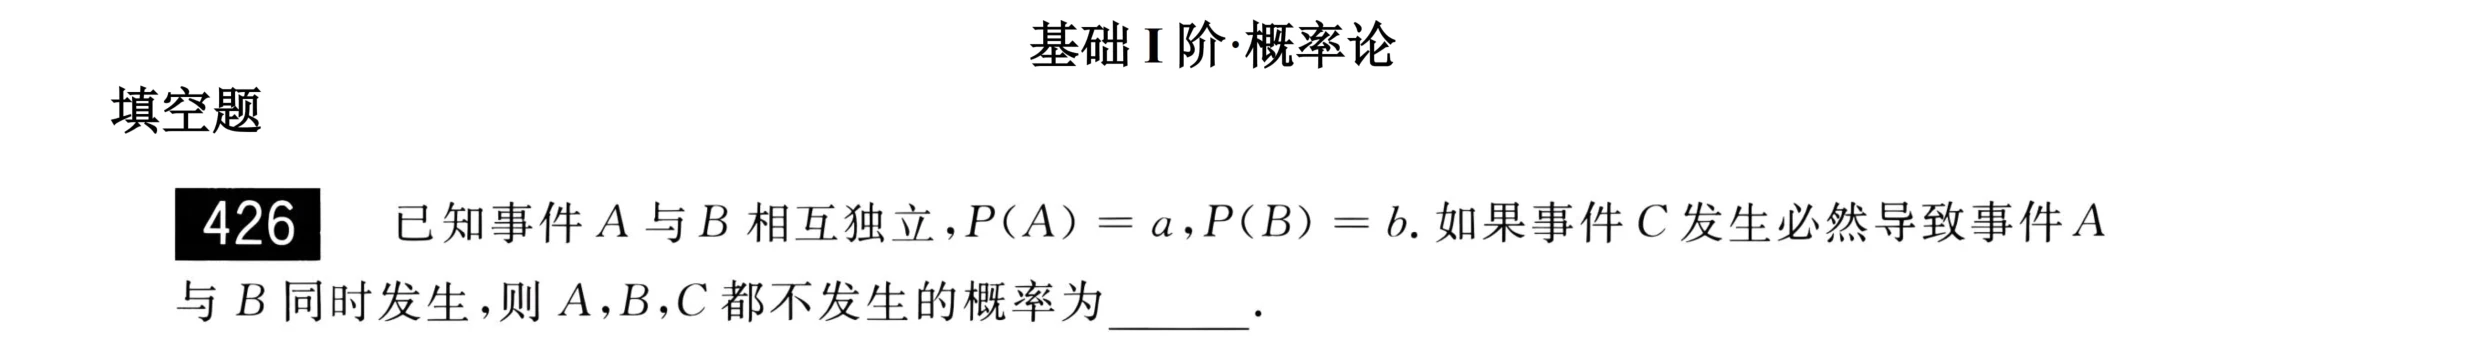 基础 I 阶·概率论
填空题
426 已知事件 A 与 B 相互独立,P(A) = a,P(B) = b. 如果事件 C 发生必然导致事件 A
与 B 同时发生,则 A,B,C 都不发生的概率为______.